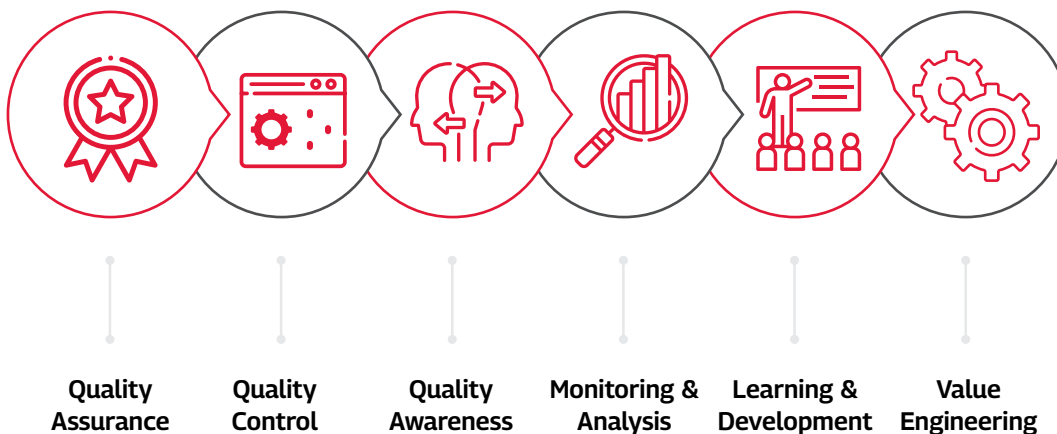 Quality
Assurance
Quality
Control
Quality
Awareness
Monitoring &
Analysis
Learning &
Development
Value
Engineering